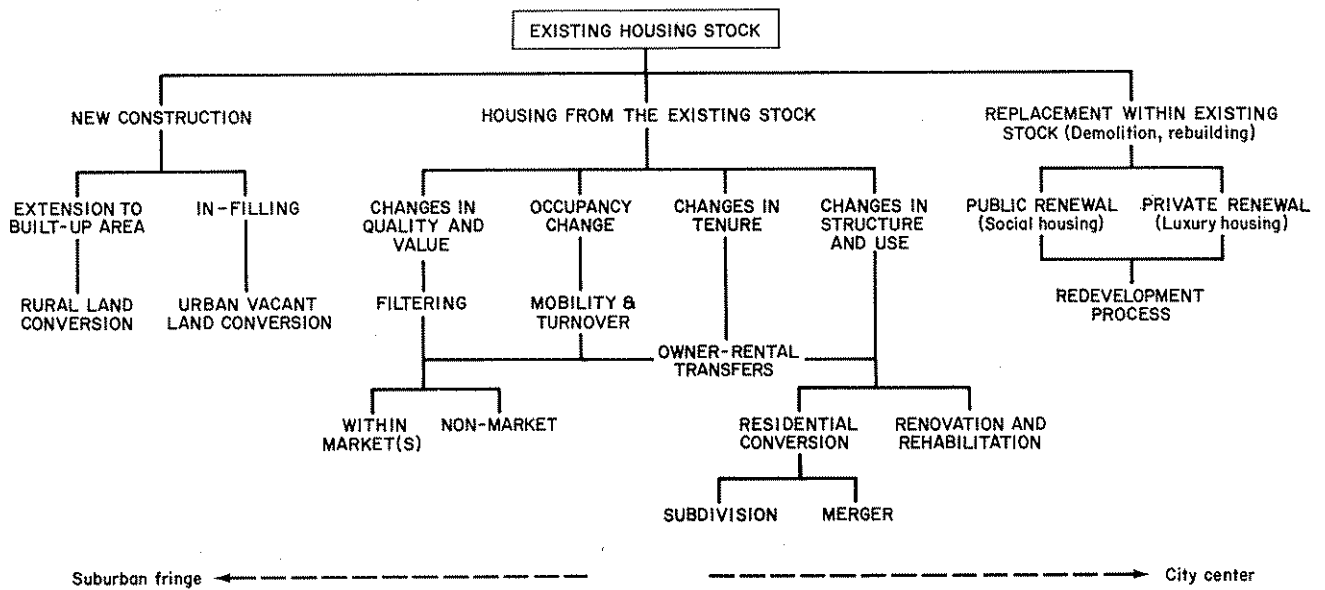 EXISTING HOUSING STOCK
NEW CONSTRUCTION
HOUSING FROM THE EXISTING STOCK
REPLACEMENT WITHIN EXISTING
STOCK (Demolition, rebuilding)
EXTENSION TO
BUILT-UP AREA
IN-FILLING
CHANGES IN
QUALITY AND
VALUE
OCCUPANCY
CHANGE
CHANGES IN
TENURE
CHANGES IN
STRUCTURE
AND USE
PUBLIC RENEWAL
(Social housing)
PRIVATE RENEWAL
(Luxury housing)
RURAL LAND
CONVERSION
URBAN VACANT
LAND CONVERSION
FILTERING
MOBILITY &
TURNOVER
OWNER-RENTAL
TRANSFERS
REDEVELOPMENT
PROCESS
WITHIN
MARKET(S)
NON-MARKET
RESIDENTIAL
CONVERSION
RENOVATION AND
REHABILITATION
SUBDIVISION
MERGER
Suburban fringe
City center